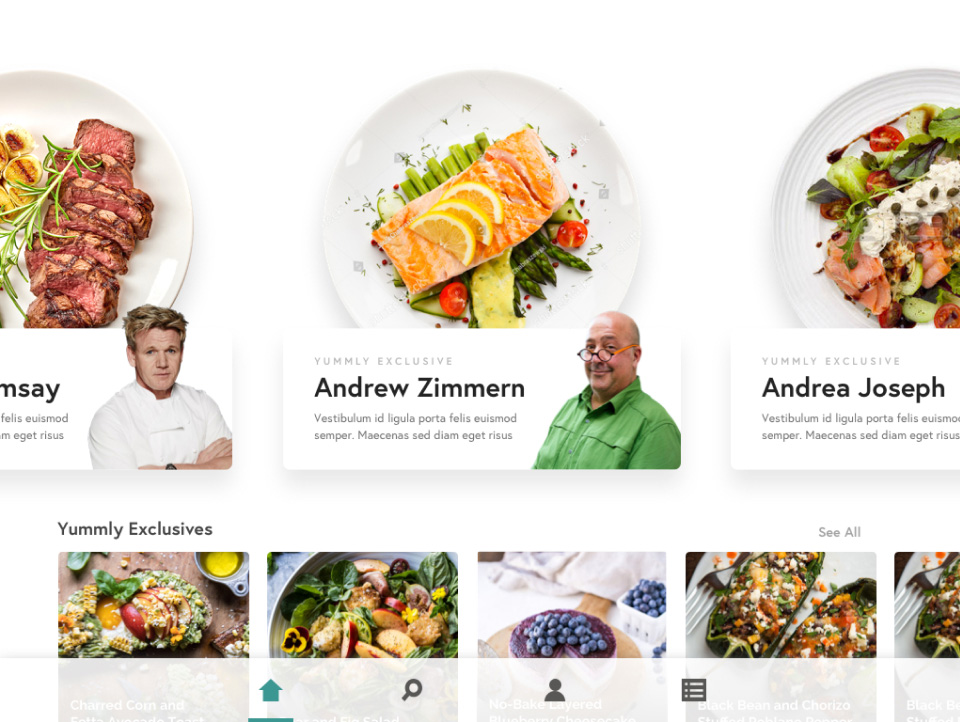 YUMMLY EXCLUSIVE
YUMMLY EXCLUSIVE
msay
Andrew Zimmern
Andrea Joseph
felis euismod
Vestibulum id ligula porta felis euismod
Vestibulum id ligula porta felis euismod
am eget risus
semper. Maecenas sed diam eget risus
semper. Maecenas sed diam eget risus
Yummly Exclusives
See All
Charred Corn and
Feta Avocado Toast
and Fig Salad
No-Bake Layered
Blueberry Cheesecake
Black Bean and Chorizo
Stuffed Poblano Pepper
Black Be
Stuffed